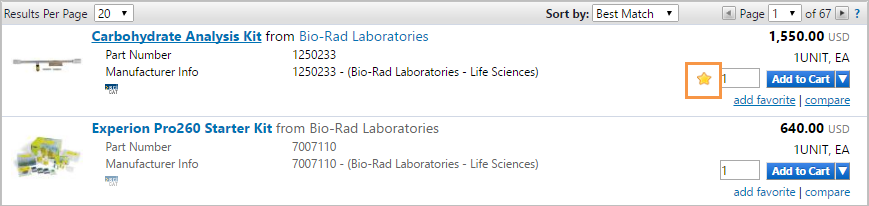 Results Per Page 20 Sort by: Best Match Page 1 of 67 ?
Carbohydrate Analysis Kit from Bio-Rad Laboratories 1,550.00 USD
Part Number 1250233 1UNIT, EA
Manufacturer Info 1250233 - (Bio-Rad Laboratories - Life Sciences) 1 Add to Cart
add favorite | compare
Experion Pro260 Starter Kit from Bio-Rad Laboratories 640.00 USD
Part Number 7007110 1UNIT, EA
Manufacturer Info 7007110 - (Bio-Rad Laboratories - Life Sciences) 1 Add to Cart
add favorite | compare